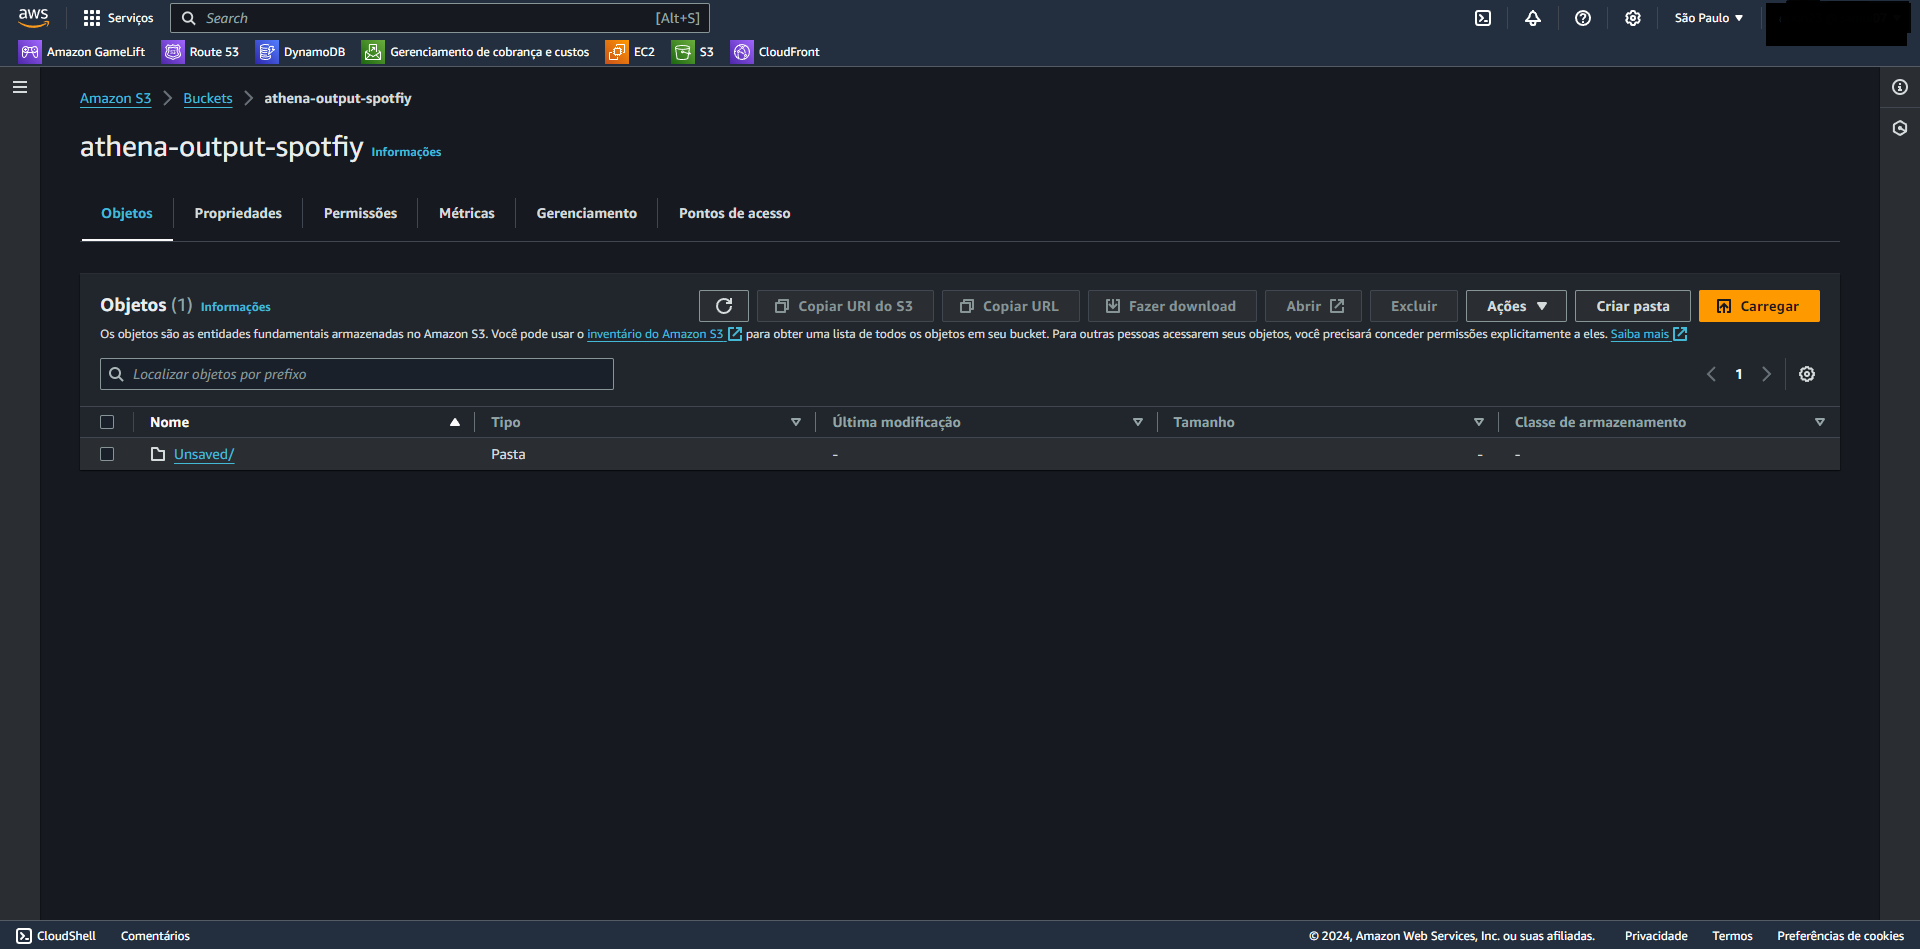 aws Serviços Search [Alt+S] São Paulo
Amazon GameLift Route 53 DynamoDB Gerenciamento de cobrança e custos EC2 S3 CloudFront
Amazon S3 Buckets athena-output-spotfiy
athena-output-spotfiy Informações
Objetos Propriedades Permissões Métricas Gerenciamento Pontos de acesso
Objetos (1) Informações Copiar URI do S3 Copiar URL Fazer download Abrir Excluir Ações Criar pasta Carregar
Os objetos são as entidades fundamentais armazenadas no Amazon S3. Você pode usar o inventário do Amazon S3 para obter uma lista de todos os objetos em seu bucket. Para outras pessoas acessarem seus objetos, você precisará conceder permissões explicitamente a eles. Saiba mais
Localizar objetos por prefixo 1
Nome Tipo Última modificação Tamanho Classe de armazenamento
Unsaved/ Pasta - - -
CloudShell Comentários © 2024, Amazon Web Services, Inc. ou suas afiliadas. Privacidade Termos Preferências de cookies